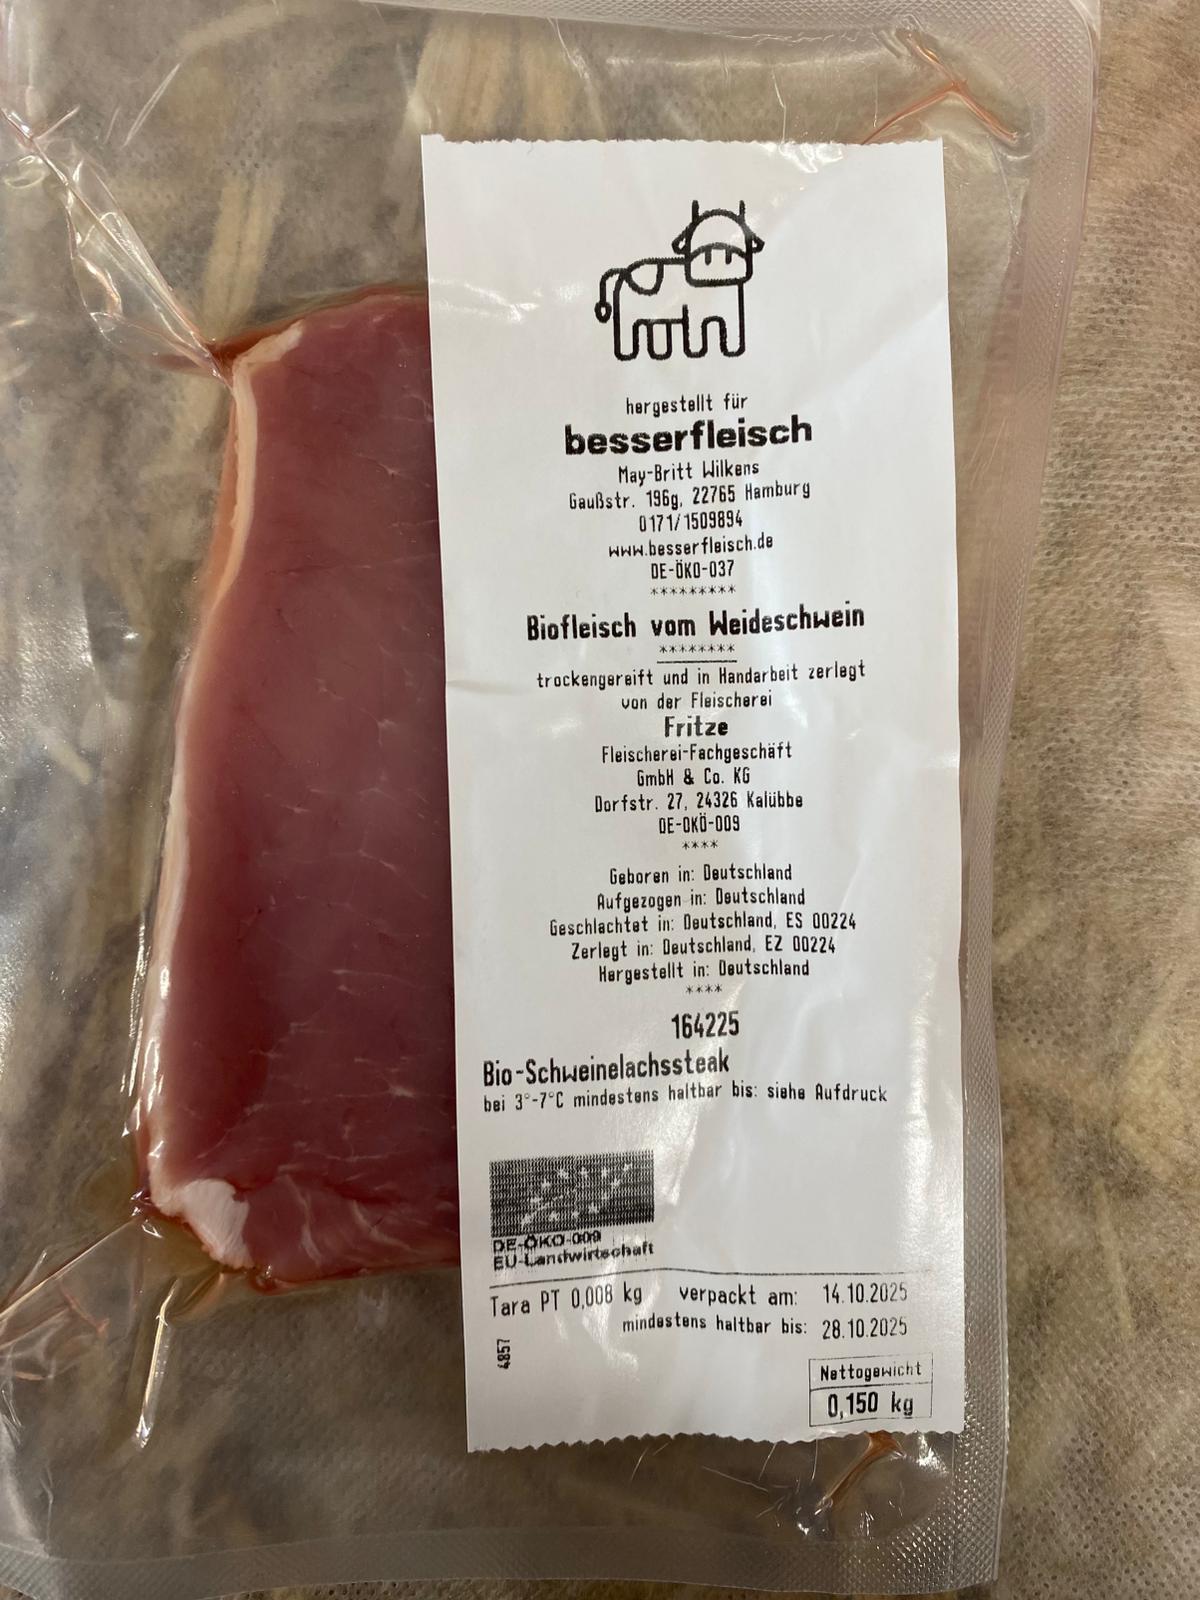 hergestellt für
besserfleisch
May-Britt Wilkens
Gaußstr. 196g, 22765 Hamburg
0171/1509894
www.besserfleisch.de
DE-ÖKO-037
*********
Biofleisch vom Weideschwein
********
trockengereift und in Handarbeit zerlegt
von der Fleischerei
Fritze
Fleischerei-Fachgeschäft
GmbH & Co. KG
Dorfstr. 27, 24326 Kalübbe
DE-OKÖ-009
****
Geboren in: Deutschland
Aufgezogen in: Deutschland
Geschlachtet in: Deutschland, ES 00224
Zerlegt in: Deutschland, EZ 00224
Hergestellt in: Deutschland
****
164225
Bio-Schweinelachssteak
bei 3°-7°C mindestens haltbar bis: siehe Aufdruck
DE-ÖKO-009
EU-Landwirtschaft
Tara PT 0,008 kg verpackt am: 14.10.2025
mindestens haltbar bis: 28.10.2025
4857
Nettogewicht
0,150 kg